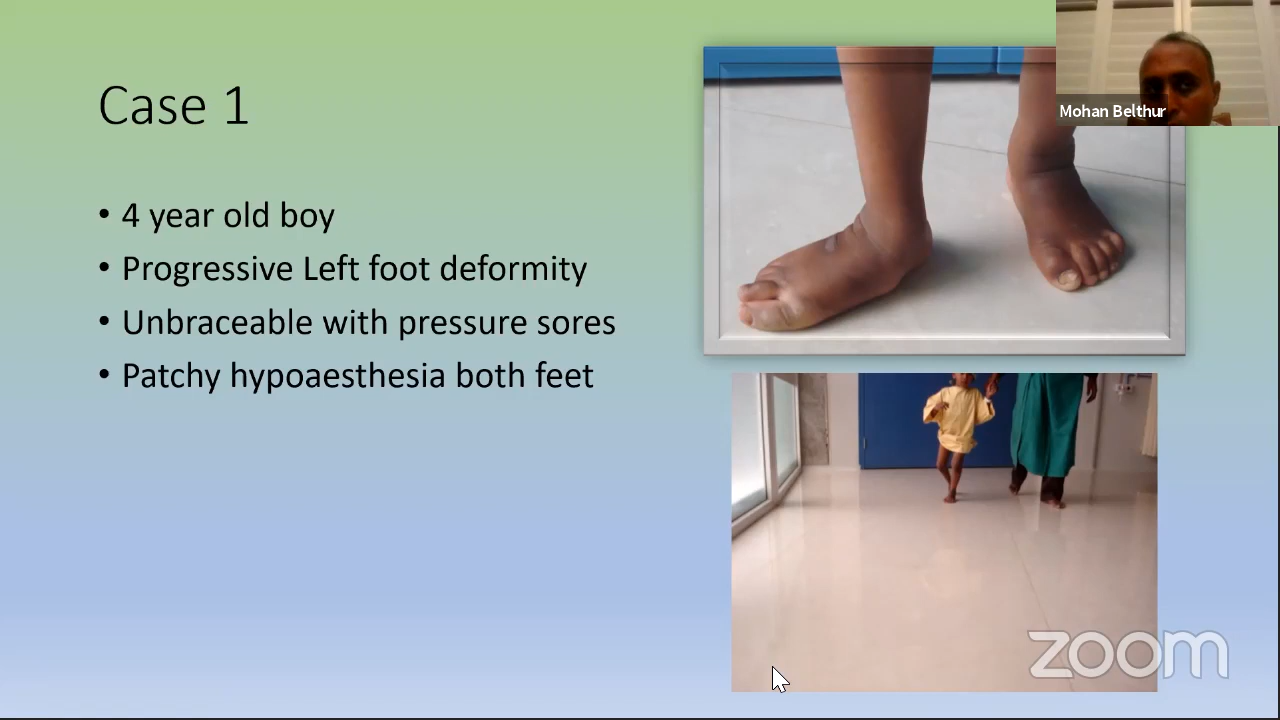 Case 1
• 4 year old boy
• Progressive Left foot deformity
• Unbraceable with pressure sores
• Patchy hypoaesthesia both feet
Mohan Belthur
zoom